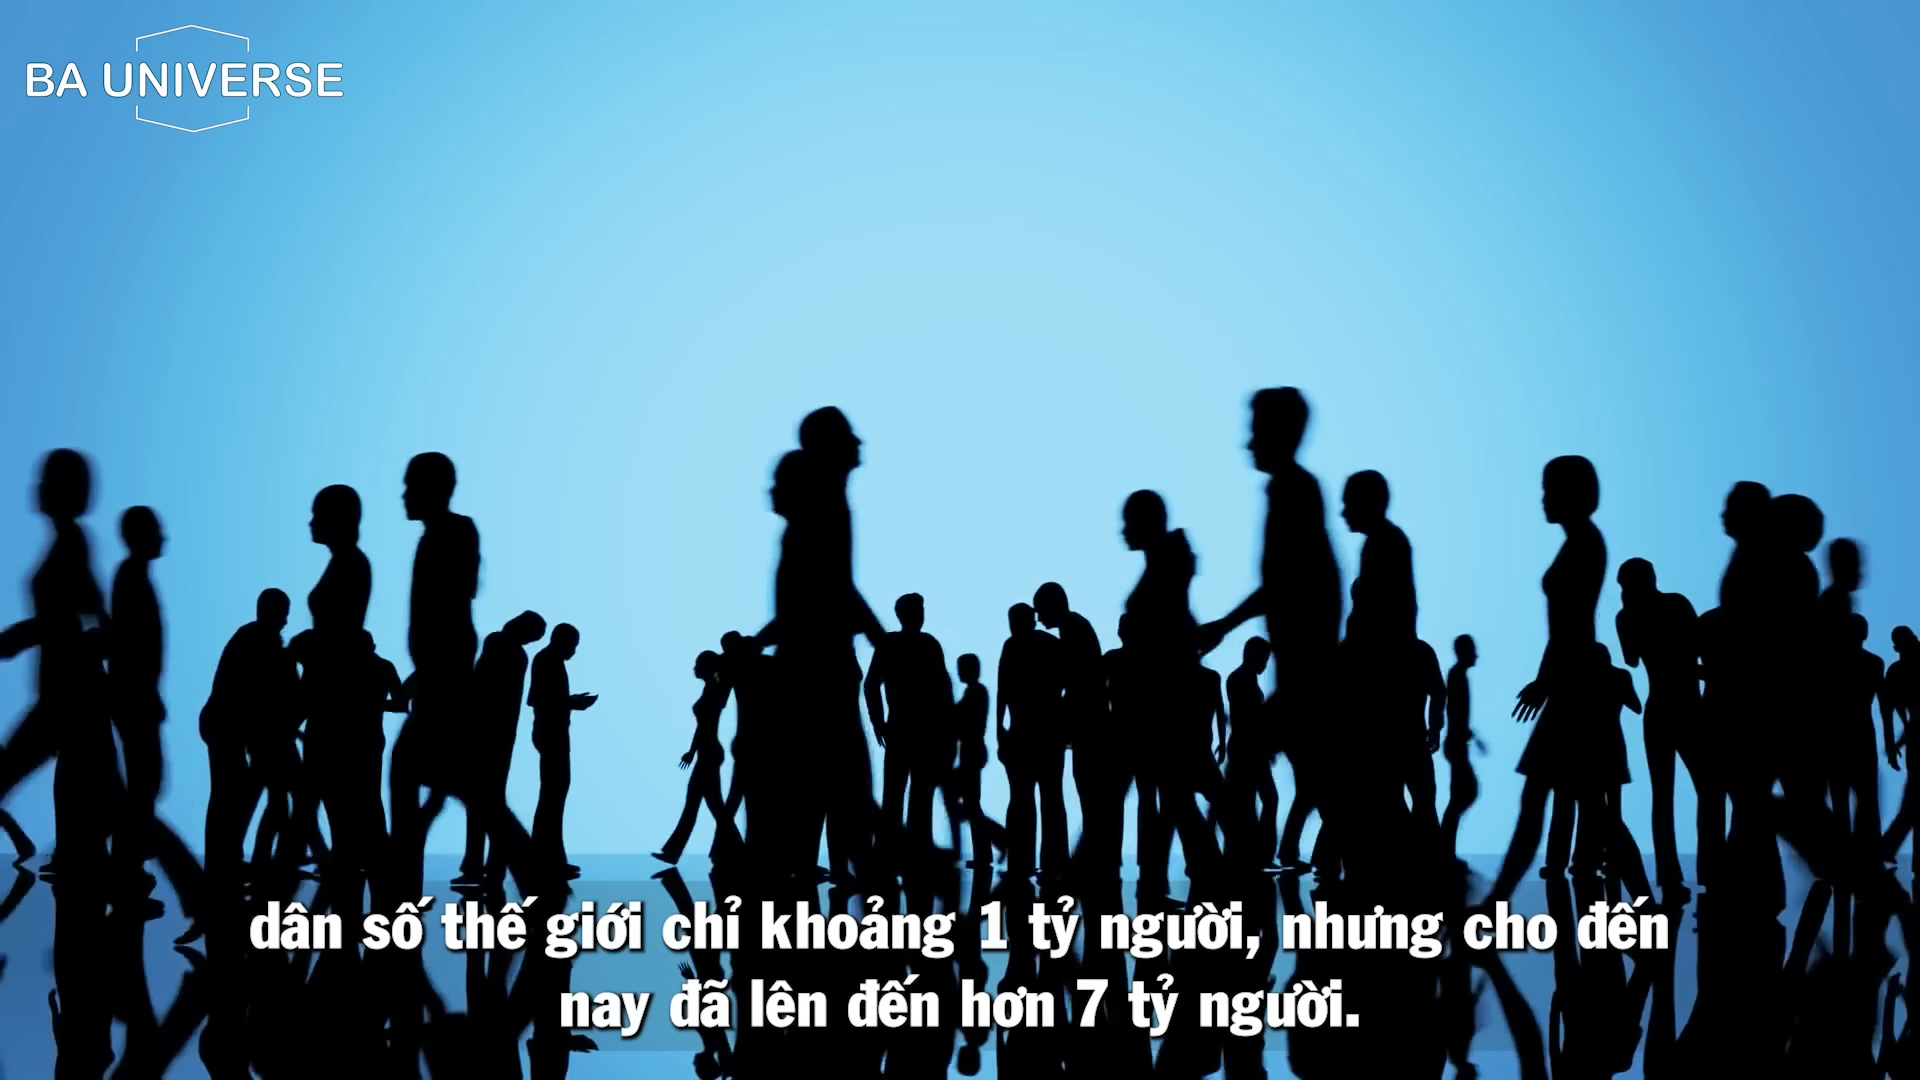 BA UNIVERSE
dân số thế giới chỉ khoảng 1 tỷ người, nhưng cho đến
nay đã lên đến hơn 7 tỷ người.